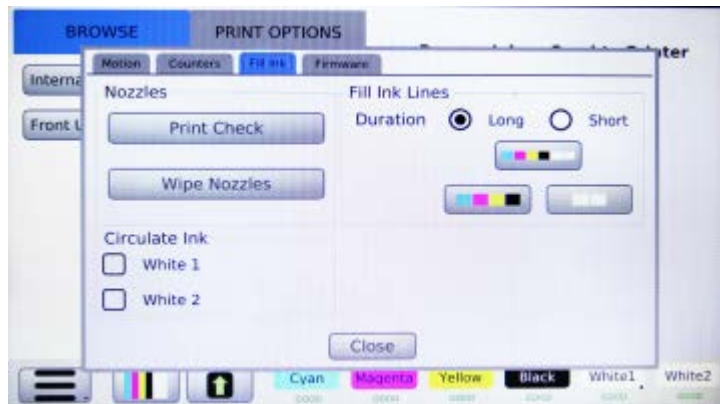 BROWSE PRINT OPTIONS
Motion Counters Fill Ink Firmware
Interna
Nozzles Fill Ink Lines
Front U Print Check Duration Long Short
Wipe Nozzles
Circulate Ink
White 1
White 2
Close
Cyan Magenta Yellow Black White1 White2